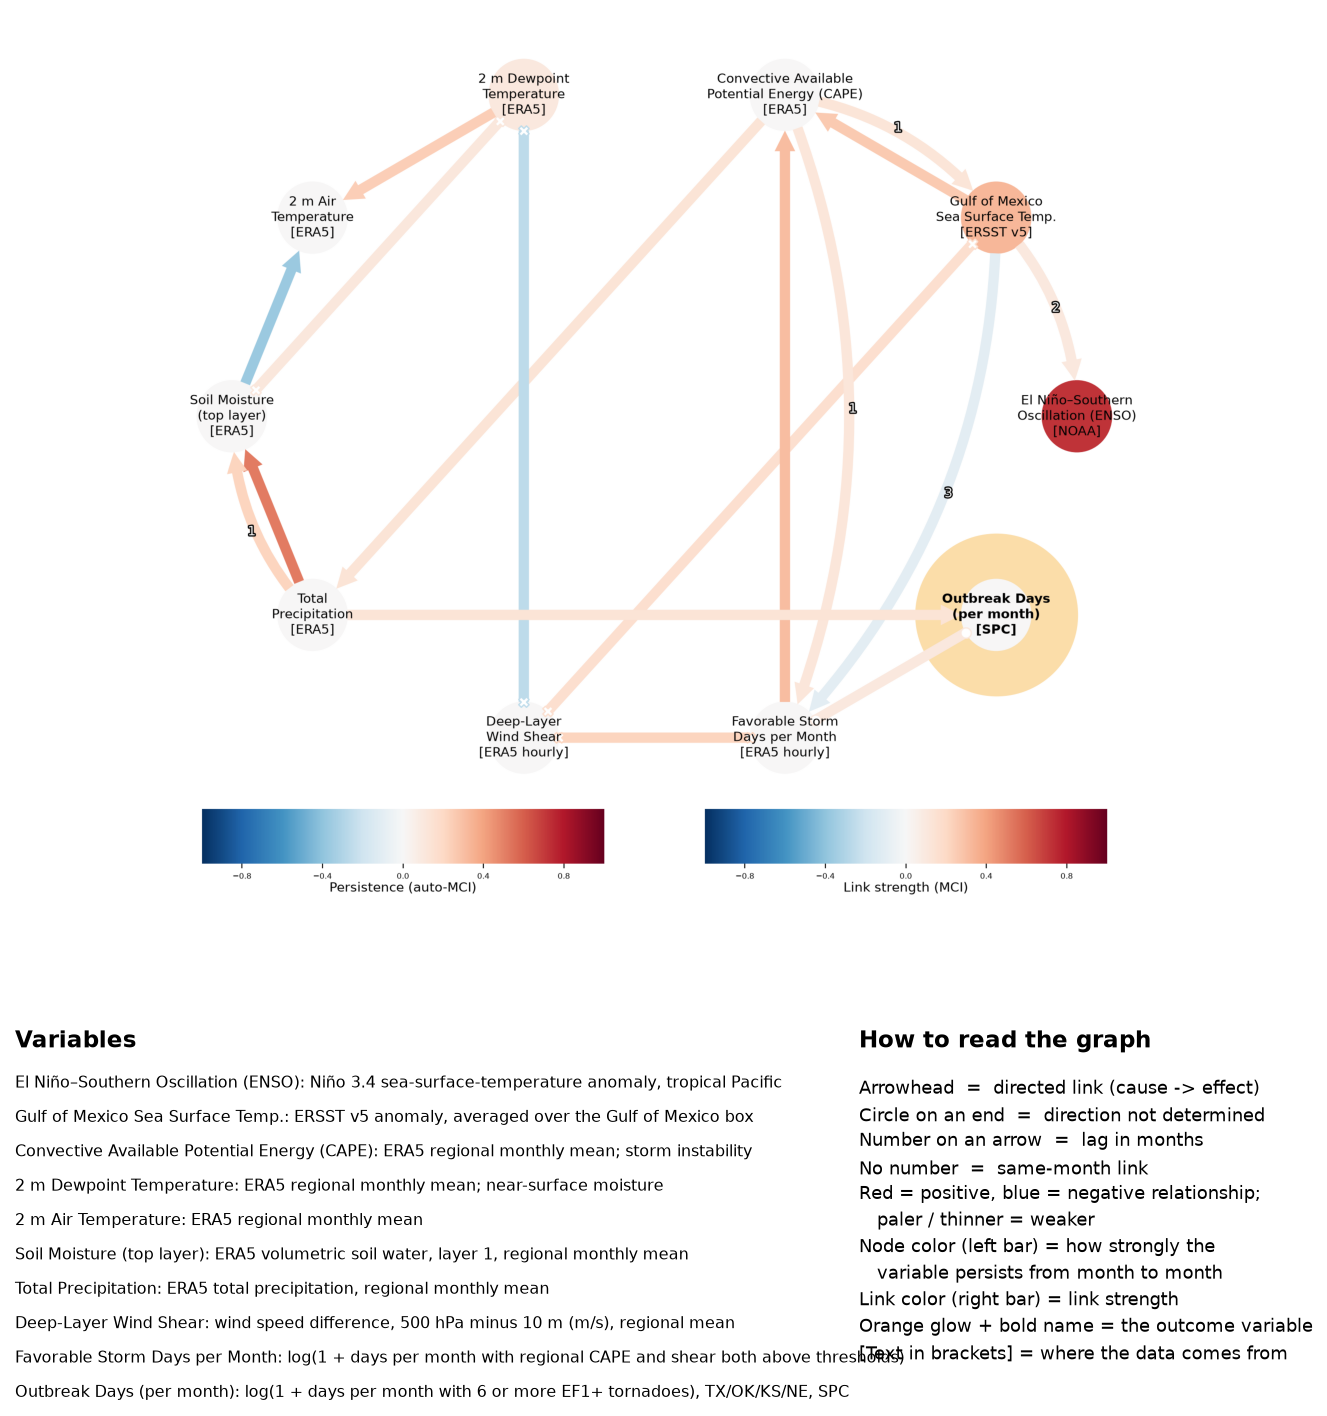 2 m Dewpoint
Temperature
[ERA5]
Convective Available
Potential Energy (CAPE)
[ERA5]
1
2 m Air
Temperature
[ERA5]
Gulf of Mexico
Sea Surface Temp.
[ERSST v5]
2
Soil Moisture
(top layer)
[ERA5]
1
El Niño–Southern
Oscillation (ENSO)
[NOAA]
3
1
Total
Precipitation
[ERA5]
Outbreak Days
(per month)
[SPC]
Deep-Layer
Wind Shear
[ERA5 hourly]
Favorable Storm
Days per Month
[ERA5 hourly]
−0.8 −0.4 0.0 0.4 0.8
Persistence (auto-MCI)
−0.8 −0.4 0.0 0.4 0.8
Link strength (MCI)
Variables
El Niño–Southern Oscillation (ENSO): Niño 3.4 sea-surface-temperature anomaly, tropical Pacific
Gulf of Mexico Sea Surface Temp.: ERSST v5 anomaly, averaged over the Gulf of Mexico box
Convective Available Potential Energy (CAPE): ERA5 regional monthly mean; storm instability
2 m Dewpoint Temperature: ERA5 regional monthly mean; near-surface moisture
2 m Air Temperature: ERA5 regional monthly mean
Soil Moisture (top layer): ERA5 volumetric soil water, layer 1, regional monthly mean
Total Precipitation: ERA5 total precipitation, regional monthly mean
Deep-Layer Wind Shear: wind speed difference, 500 hPa minus 10 m (m/s), regional mean
Favorable Storm Days per Month: log(1 + days per month with regional CAPE and shear both above thresholds)
Outbreak Days (per month): log(1 + days per month with 6 or more EF1+ tornadoes), TX/OK/KS/NE, SPC
How to read the graph
Arrowhead = directed link (cause -> effect)
Circle on an end = direction not determined
Number on an arrow = lag in months
No number = same-month link
Red = positive, blue = negative relationship;
paler / thinner = weaker
Node color (left bar) = how strongly the
variable persists from month to month
Link color (right bar) = link strength
Orange glow + bold name = the outcome variable
[Text in brackets] = where the data comes from